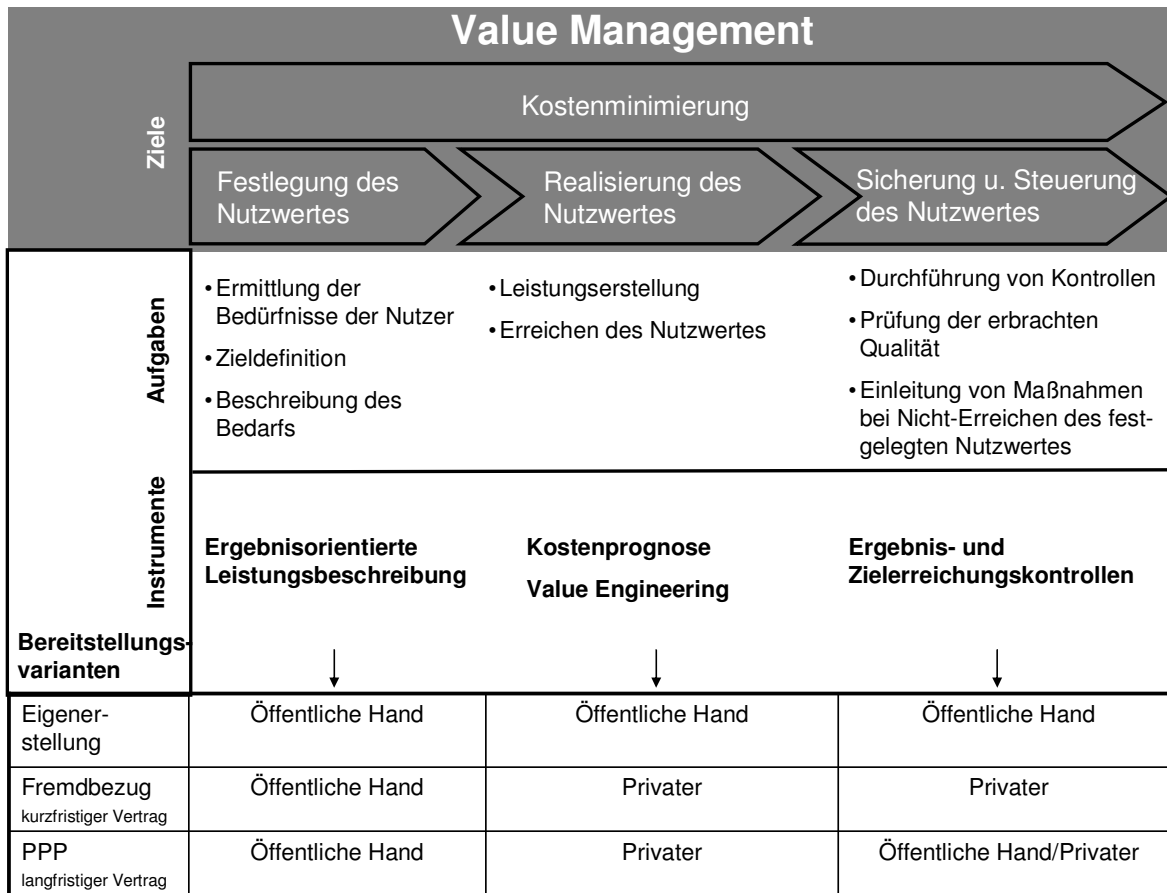 Value Management
Ziele
Kostenminimierung
Festlegung des
Nutzwertes
Realisierung des
Nutzwertes
Sicherung u. Steuerung
des Nutzwertes
Aufgaben
•Ermittlung der
Bedürfnisse der Nutzer
•Zieldefinition
•Beschreibung des
Bedarfs
•Leistungserstellung
•Erreichen des Nutzwertes
•Durchführung von Kontrollen
•Prüfung der erbrachten
Qualität
•Einleitung von Maßnahmen
bei Nicht-Erreichen des fest-
gelegten Nutzwertes
Instrumente
Ergebnisorientierte
Leistungsbeschreibung
Kostenprognose
Value Engineering
Ergebnis- und
Zielerreichungskontrollen
Bereitstellungs-
varianten
Eigener-
stellung
Öffentliche Hand
Öffentliche Hand
Öffentliche Hand
Fremdbezug
kurzfristiger Vertrag
Öffentliche Hand
Privater
Privater
PPP
langfristiger Vertrag
Öffentliche Hand
Privater
Öffentliche Hand/Privater